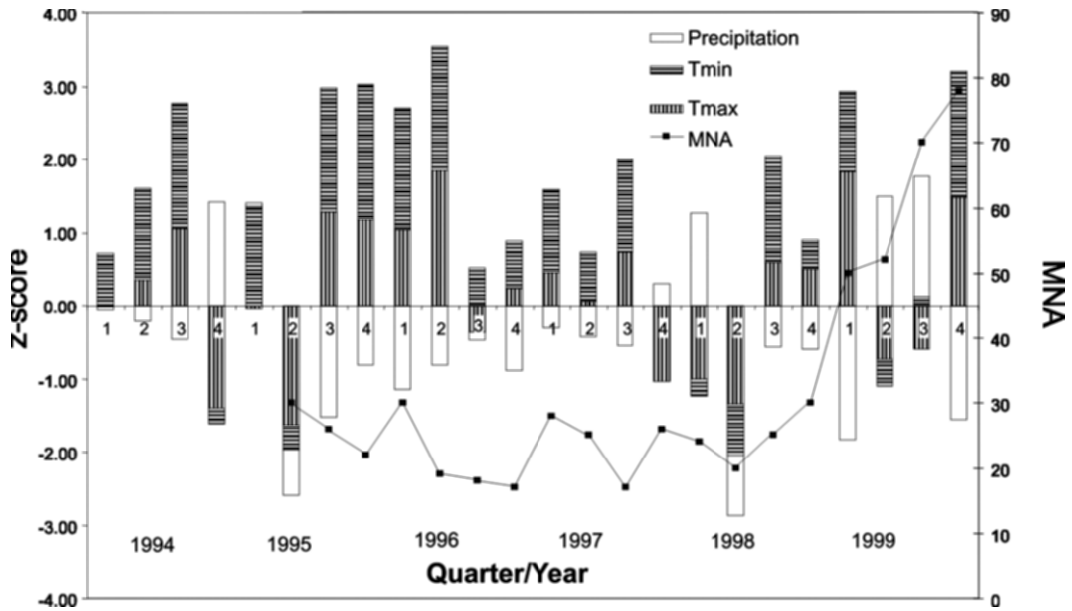 4.00
3.00
2.00
1.00
0.00
-1.00
-2.00
-3.00
-4.00
z-score
90
80
70
60
50
40
30
20
10
0
MNA
Precipitation
Tmin
Tmax
MNA
1 2 3 4 1 2 3 4 1 2 3 4 1 2 3 4 1 2 3 4 1 2 3 4
1994 1995 1996 1997 1998 1999
Quarter/Year